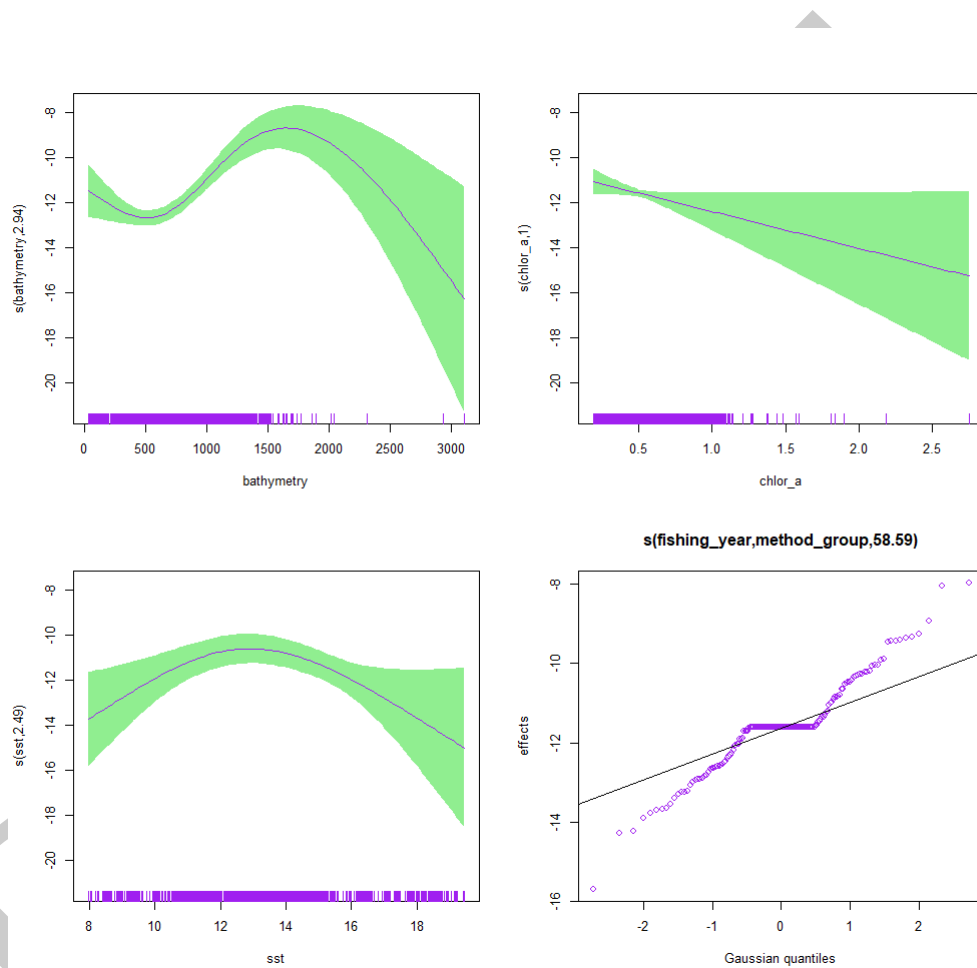 s(bathymetry,2.94)
-8
-10
-12
-14
-16
-18
-20
0 500 1000 1500 2000 2500 3000
bathymetry
s(chlor_a,1)
-8
-10
-12
-14
-16
-18
-20
0.5 1.0 1.5 2.0 2.5
chlor_a
s(sst,2.49)
-8
-10
-12
-14
-16
-18
-20
8 10 12 14 16 18
sst
s(fishing_year,method_group,58.59)
effects
-8
-10
-12
-14
-16
-2 -1 0 1 2
Gaussian quantiles